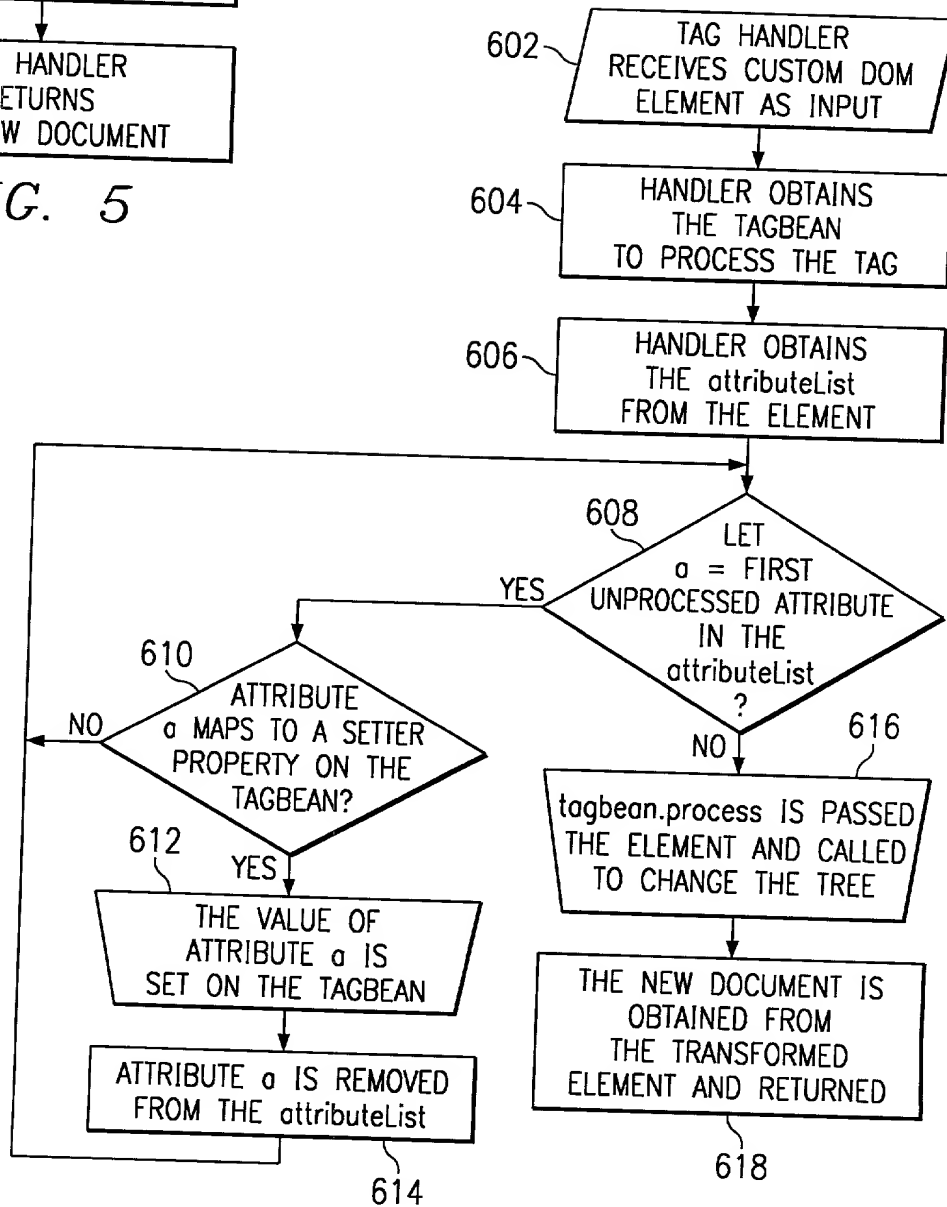 HANDLER
ETURNS
W DOCUMENT
G. 5
602
TAG HANDLER
RECEIVES CUSTOM DOM
ELEMENT AS INPUT
604
HANDLER OBTAINS
THE TAGBEAN
TO PROCESS THE TAG
606
HANDLER OBTAINS
THE attributeList
FROM THE ELEMENT
608
LET
a = FIRST
UNPROCESSED ATTRIBUTE
IN THE
attributeList
?
YES
NO
610
ATTRIBUTE
a MAPS TO A SETTER
PROPERTY ON THE
TAGBEAN?
NO
YES
612
THE VALUE OF
ATTRIBUTE a IS
SET ON THE TAGBEAN
ATTRIBUTE a IS REMOVED
FROM THE attributeList
614
616
tagbean.process IS PASSED
THE ELEMENT AND CALLED
TO CHANGE THE TREE
THE NEW DOCUMENT IS
OBTAINED FROM
THE TRANSFORMED
ELEMENT AND RETURNED
618